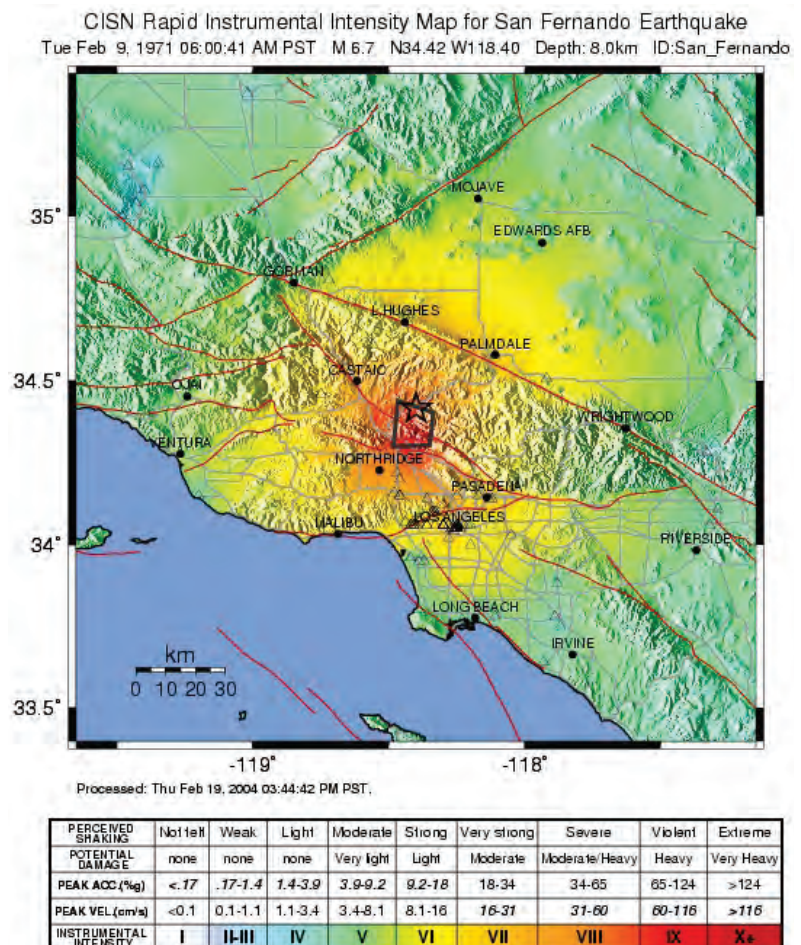 CISN Rapid Instrumental Intensity Map for San Fernando Earthquake
Tue Feb 9, 1971 06:00:41 AM PST M 6.7 N34.42 W118.40 Depth: 8.0km ID:San_Fernando
MOJAVE
35°
EDWARDS AFB
GORMAN
L.HUGHES
PALMDALE
34.5°
CASTAIC
OJAI
WRIGHTWOOD
VENTURA
NORTHRIDGE
PASADENA
LOS ANGELES
MALIBU
34°
RIVERSIDE
LONG BEACH
IRVINE
km
0 10 20 30
33.5°
-119° -118°
Processed: Thu Feb 19, 2004 03:44:42 PM PST.
PERCEIVED SHAKING Not felt Weak Light Moderate Strong Very strong Severe Violent Extreme
POTENTIAL DAMAGE none none none Very light Light Moderate Moderate/Heavy Heavy Very Heavy
PEAK ACC.(%g) <.17 .17-1.4 1.4-3.9 3.9-9.2 9.2-18 18-34 34-65 65-124 >124
PEAK VEL.(cm/s) <0.1 0.1-1.1 1.1-3.4 3.4-8.1 8.1-16 16-31 31-60 60-116 >116
INSTRUMENTAL INTENSITY I II-III IV V VI VII VIII IX X+